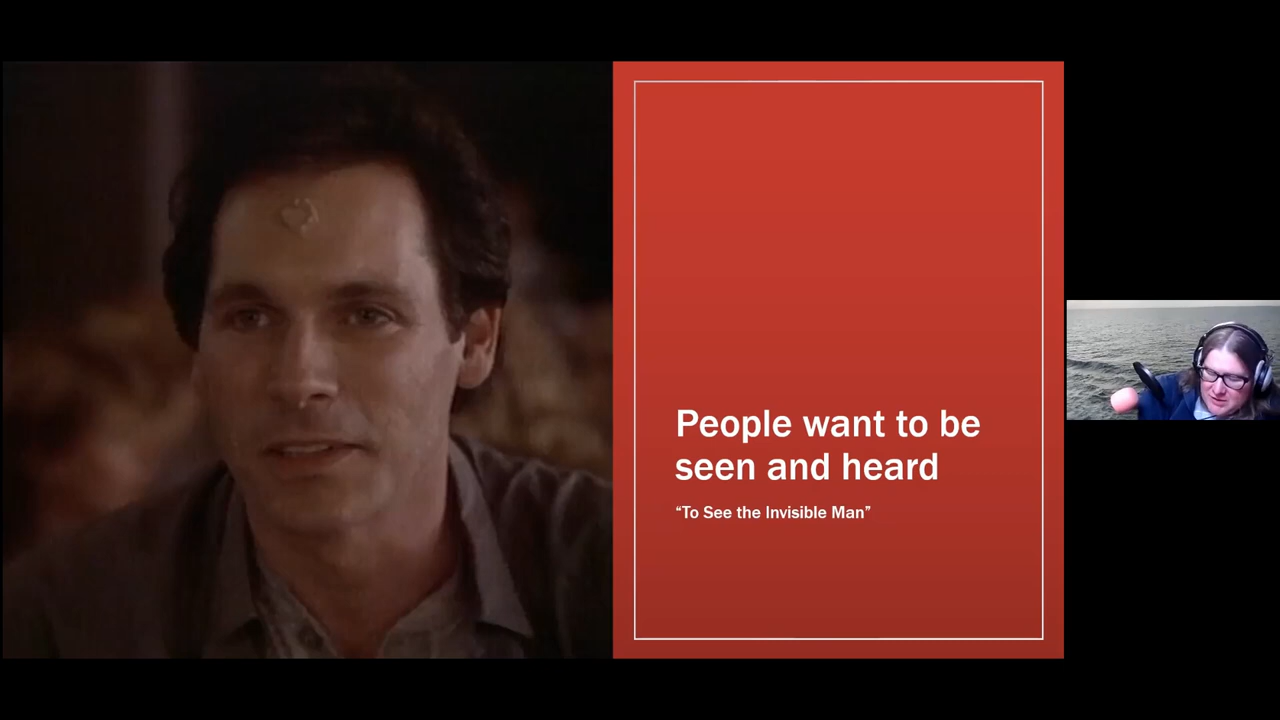 People want to be
seen and heard
“To See the Invisible Man”